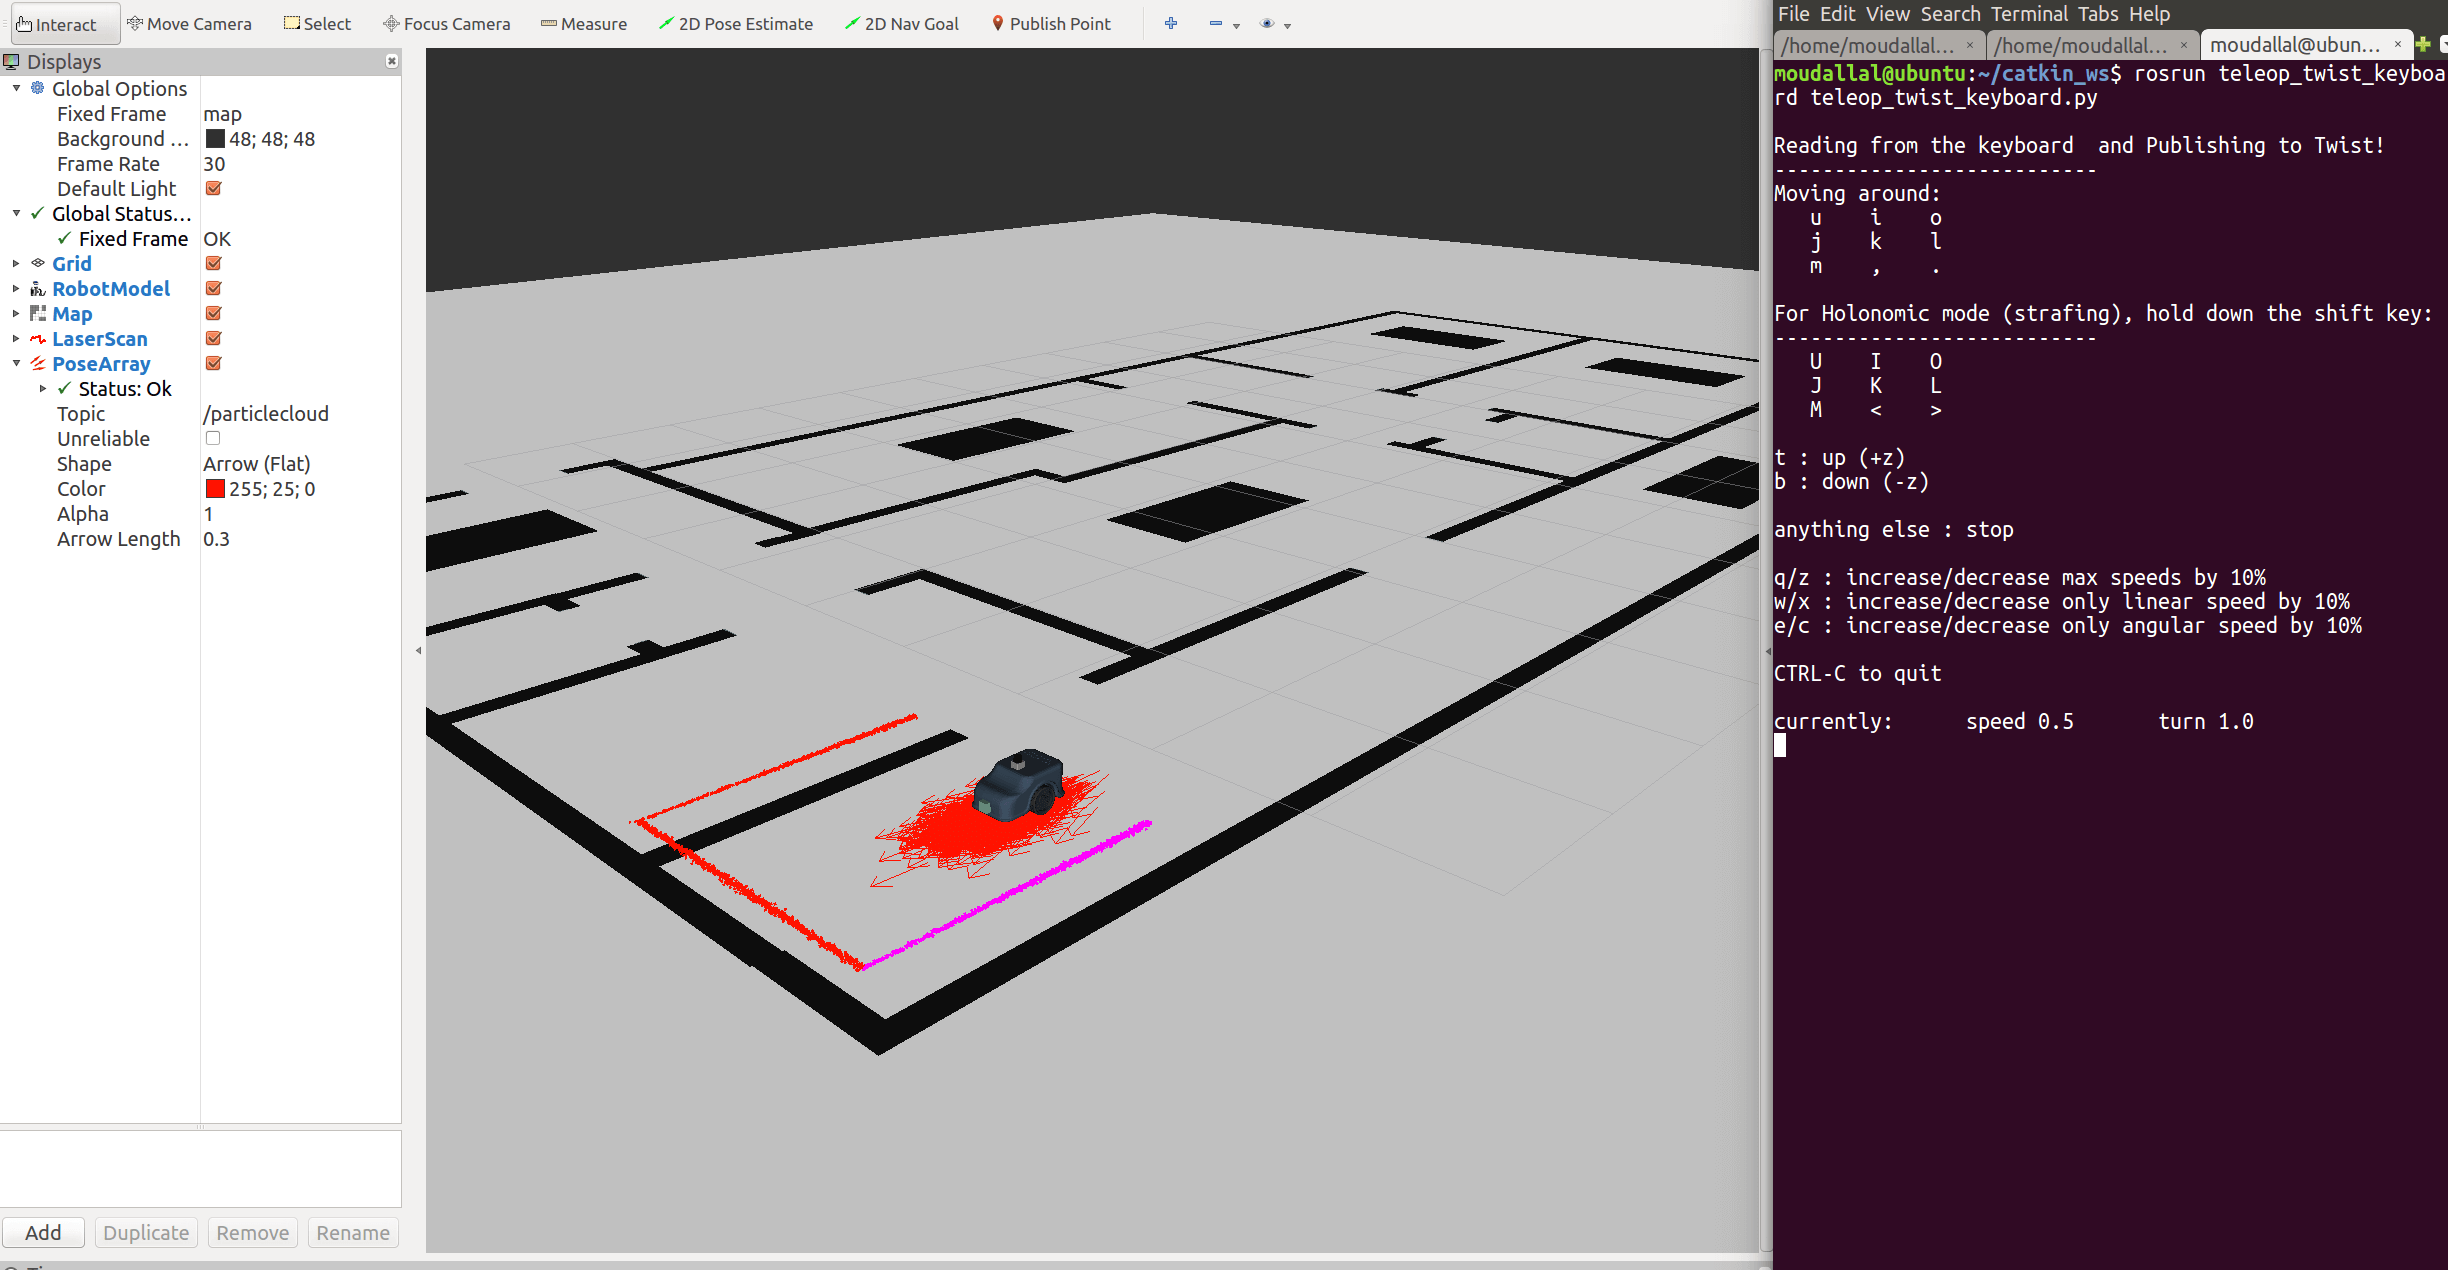 Interact Move Camera Select Focus Camera Measure 2D Pose Estimate 2D Nav Goal Publish Point
Displays
Global Options
Fixed Frame map
Background ... 48; 48; 48
Frame Rate 30
Default Light
Global Status...
Fixed Frame OK
Grid
RobotModel
Map
LaserScan
PoseArray
Status: Ok
Topic /particlecloud
Unreliable
Shape Arrow (Flat)
Color 255; 25; 0
Alpha 1
Arrow Length 0.3
Add Duplicate Remove Rename
File Edit View Search Terminal Tabs Help
/home/moudallal... × /home/moudallal... × moudallal@ubun... ×
moudallal@ubuntu:~/catkin_ws$ rosrun teleop_twist_keyboa
rd teleop_twist_keyboard.py
Reading from the keyboard  and Publishing to Twist!
---------------------------
Moving around:
u i o
j k l
m , .
For Holonomic mode (strafing), hold down the shift key:
---------------------------
U I O
J K L
M < >
t : up (+z)
b : down (-z)
anything else : stop
q/z : increase/decrease max speeds by 10%
w/x : increase/decrease only linear speed by 10%
e/c : increase/decrease only angular speed by 10%
CTRL-C to quit
currently: speed 0.5 turn 1.0